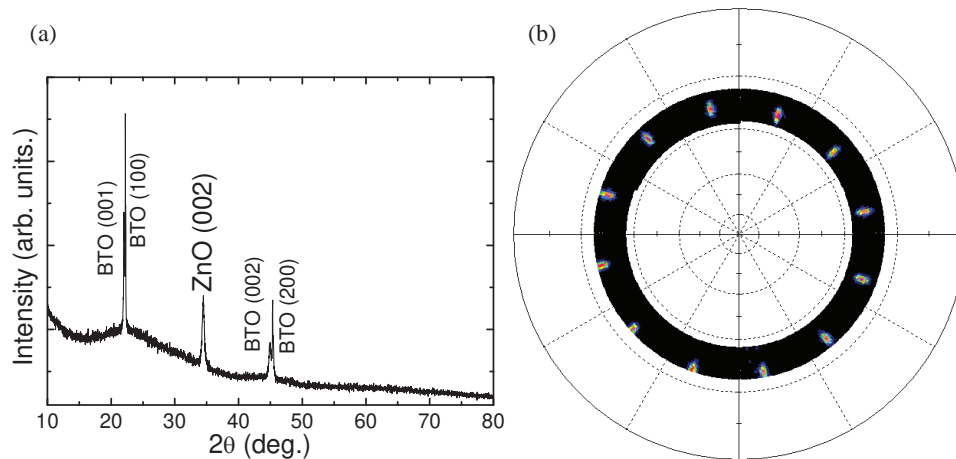 (a)
(b)
Intensity (arb. units.)
BTO (001)
BTO (100)
ZnO (002)
BTO (002)
BTO (200)
10 20 30 40 50 60 70 80
2θ (deg.)